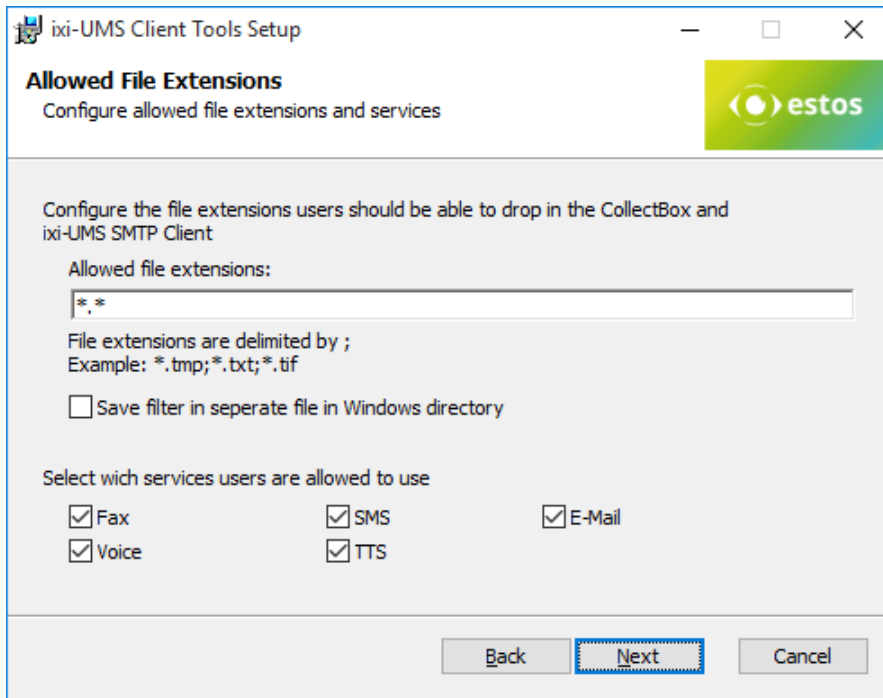 ixi-UMS Client Tools Setup
Allowed File Extensions
Configure allowed file extensions and services
estos
Configure the file extensions users should be able to drop in the CollectBox and
ixi-UMS SMTP Client
Allowed file extensions:
*.*
File extensions are delimited by ;
Example: *.tmp;*.txt;*.tif
Save filter in seperate file in Windows directory
Select wich services users are allowed to use
Fax SMS E-Mail
Voice TTS
Back Next Cancel